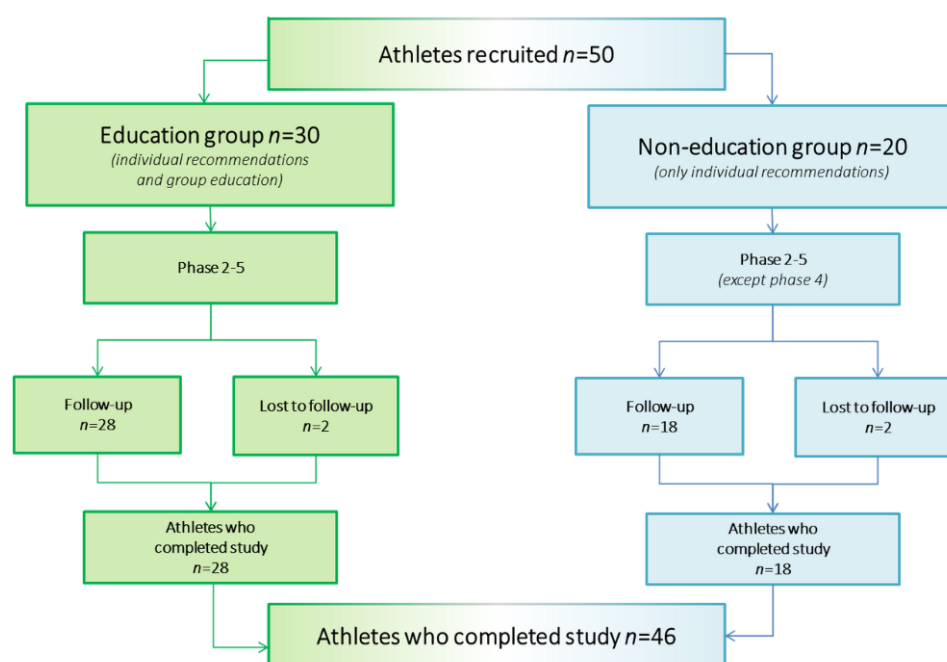 Athletes recruited n=50
Education group n=30
(individual recommendations
and group education)
Non-education group n=20
(only individual recommendations)
Phase 2-5
Phase 2-5
(except phase 4)
Follow-up
n=28
Lost to follow-up
n=2
Follow-up
n=18
Lost to follow-up
n=2
Athletes who
completed study
n=28
Athletes who
completed study
n=18
Athletes who completed study n=46